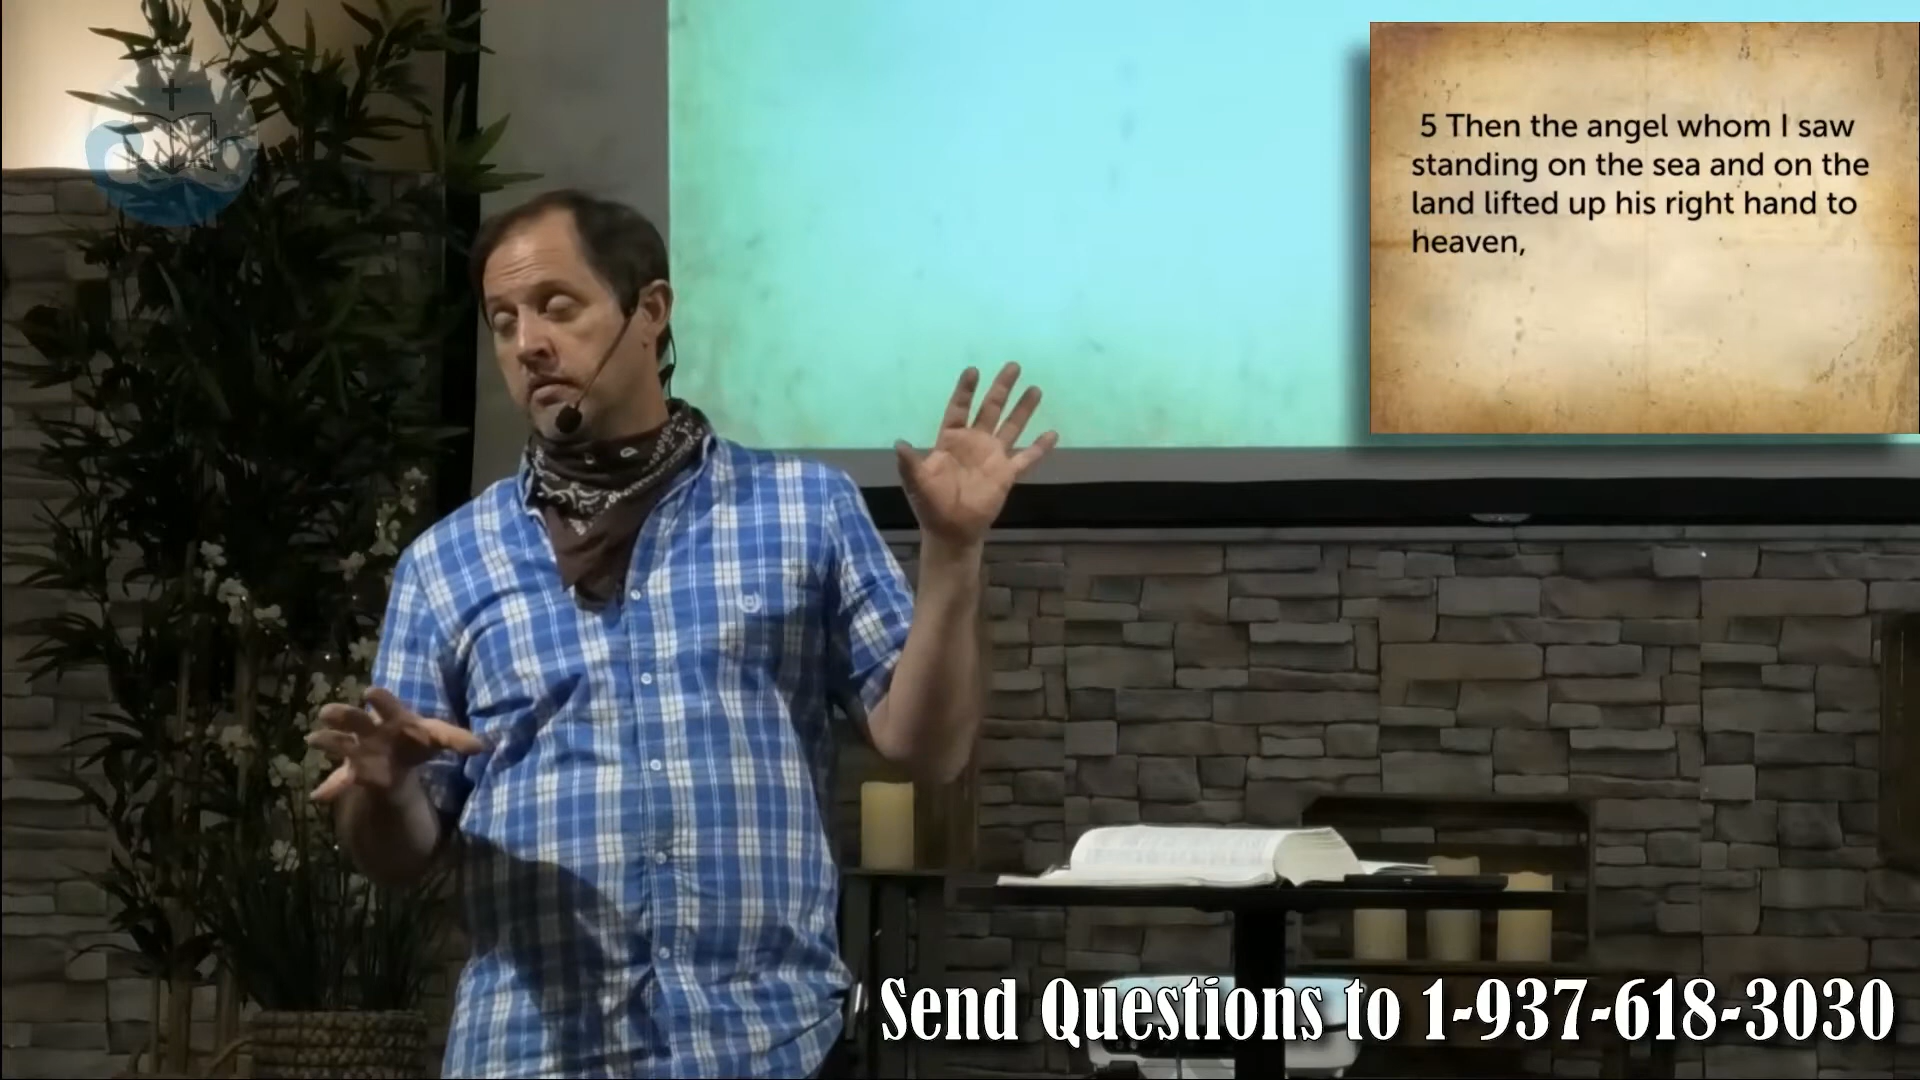 5 Then the angel whom I saw
standing on the sea and on the
land lifted up his right hand to
heaven,
Send Questions to 1-937-618-3030